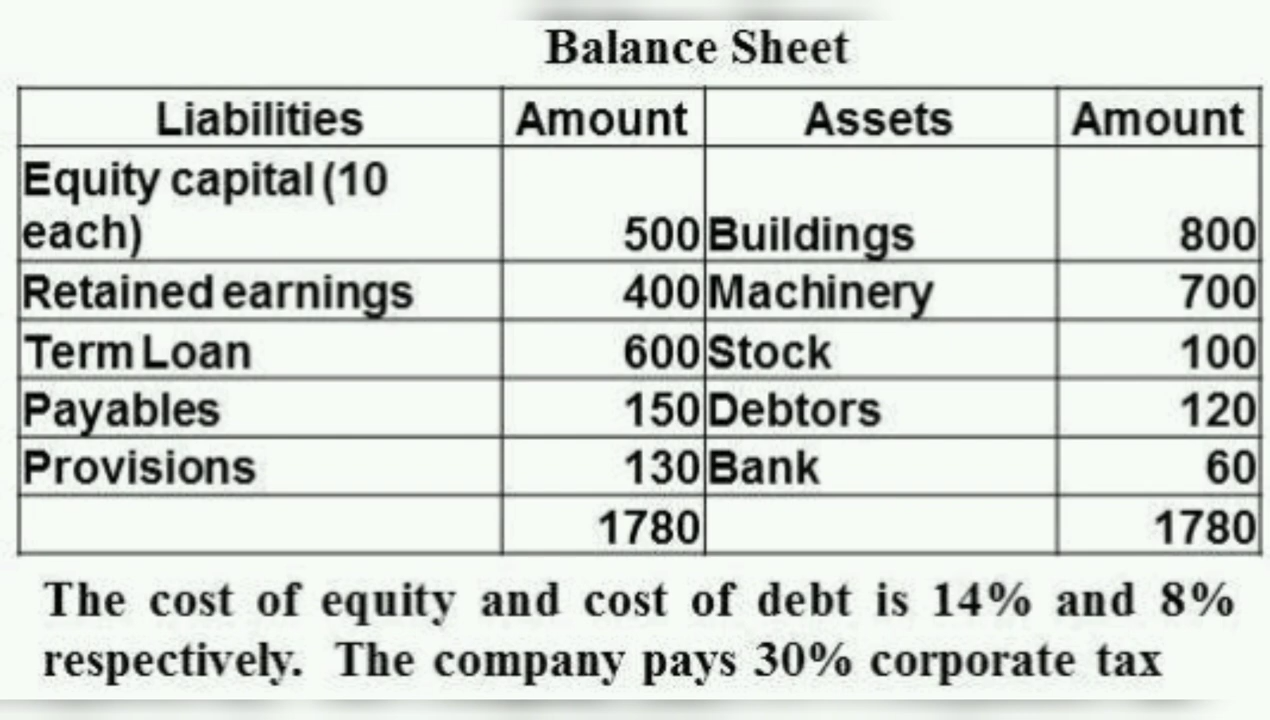 Balance Sheet
Liabilities Amount Assets Amount
Equity capital (10
each) 500 Buildings 800
Retained earnings 400 Machinery 700
Term Loan 600 Stock 100
Payables 150 Debtors 120
Provisions 130 Bank 60
1780 1780
The cost of equity and cost of debt is 14% and 8%
respectively. The company pays 30% corporate tax